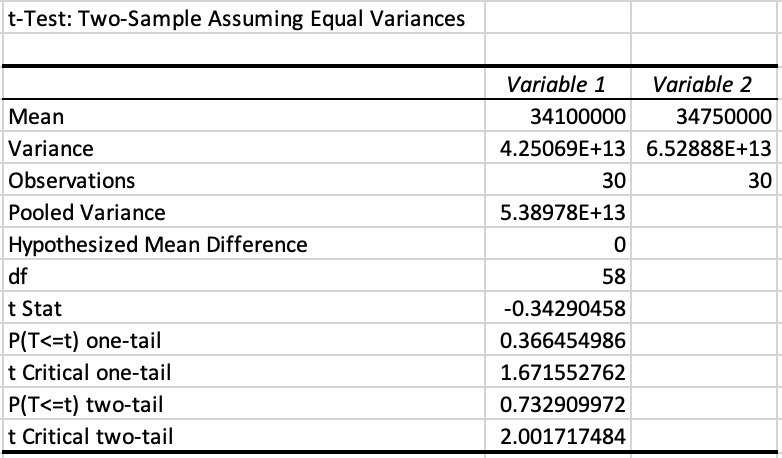 t-Test: Two-Sample Assuming Equal Variances
Variable 1 Variable 2
Mean 34100000 34750000
Variance 4.25069E+13 6.52888E+13
Observations 30 30
Pooled Variance 5.38978E+13
Hypothesized Mean Difference 0
df 58
t Stat -0.34290458
P(T<=t) one-tail 0.366454986
t Critical one-tail 1.671552762
P(T<=t) two-tail 0.732909972
t Critical two-tail 2.001717484